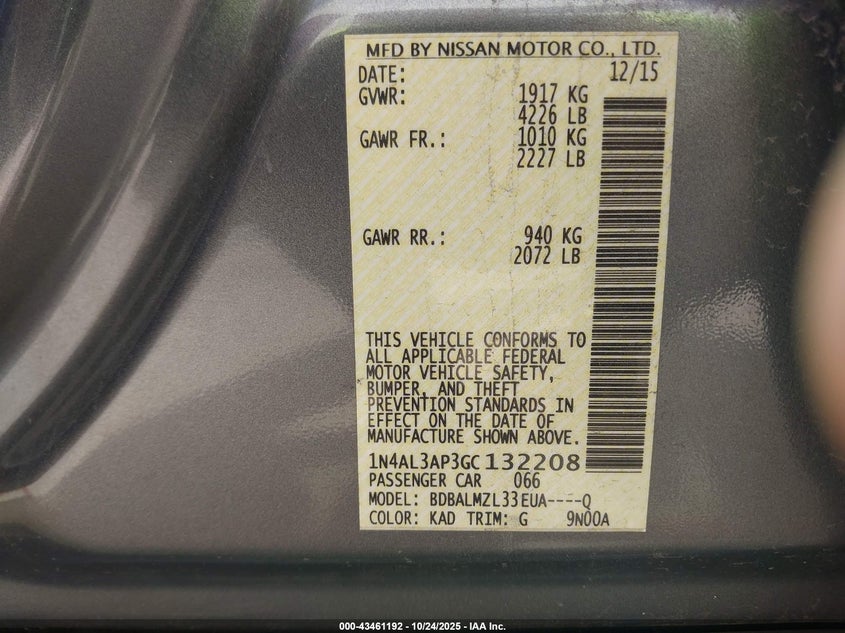 MFD BY NISSAN MOTOR CO., LTD.
DATE: 12/15
GVWR: 1917 KG
4226 LB
GAWR FR.: 1010 KG
2227 LB
GAWR RR.: 940 KG
2072 LB
THIS VEHICLE CONFORMS TO
ALL APPLICABLE FEDERAL
MOTOR VEHICLE SAFETY,
BUMPER, AND THEFT
PREVENTION STANDARDS IN
EFFECT ON THE DATE OF
MANUFACTURE SHOWN ABOVE.
1N4AL3AP3GC132208
PASSENGER CAR 066
MODEL: BDBALMZL33EUA----Q
COLOR: KAD TRIM: G 9N00A
000-43461192 - 10/24/2025 - IAA Inc.